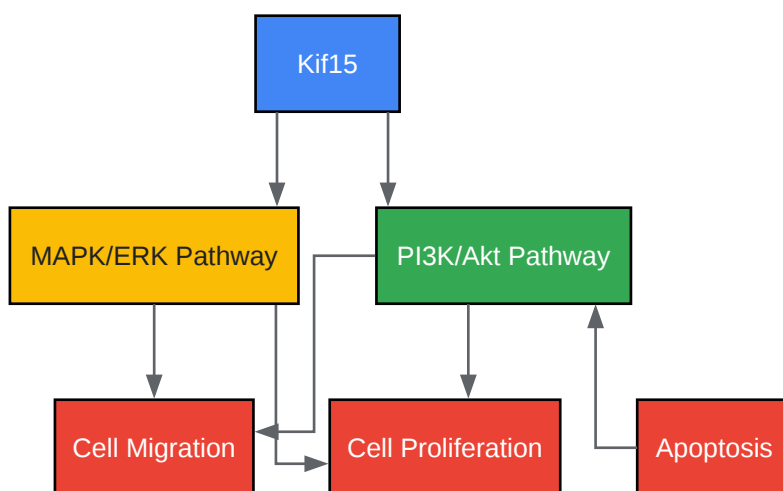 Kif15
MAPK/ERK Pathway
PI3K/Akt Pathway
Cell Migration
Cell Proliferation
Apoptosis